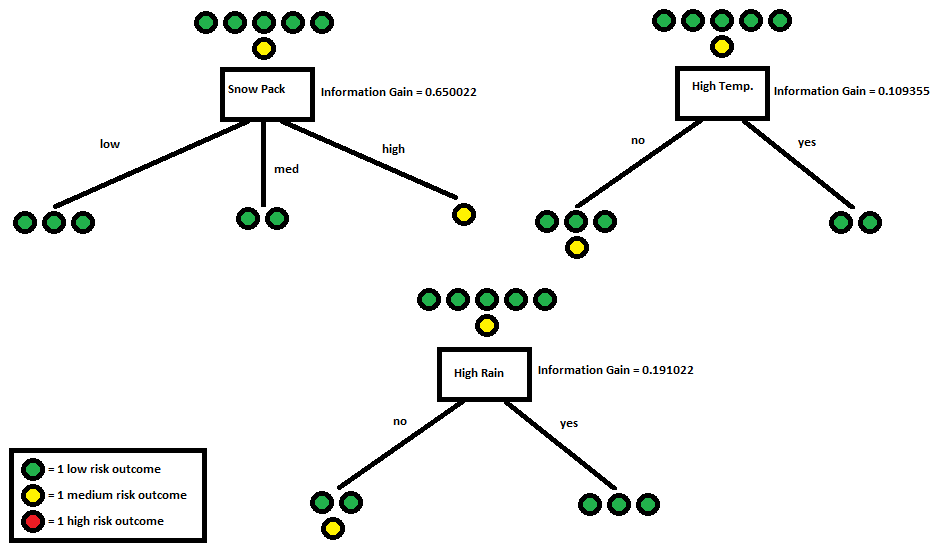 Snow Pack
Information Gain = 0.650022
low
med
high
High Temp.
Information Gain = 0.109355
no
yes
High Rain
Information Gain = 0.191022
no
yes
= 1 low risk outcome
= 1 medium risk outcome
= 1 high risk outcome